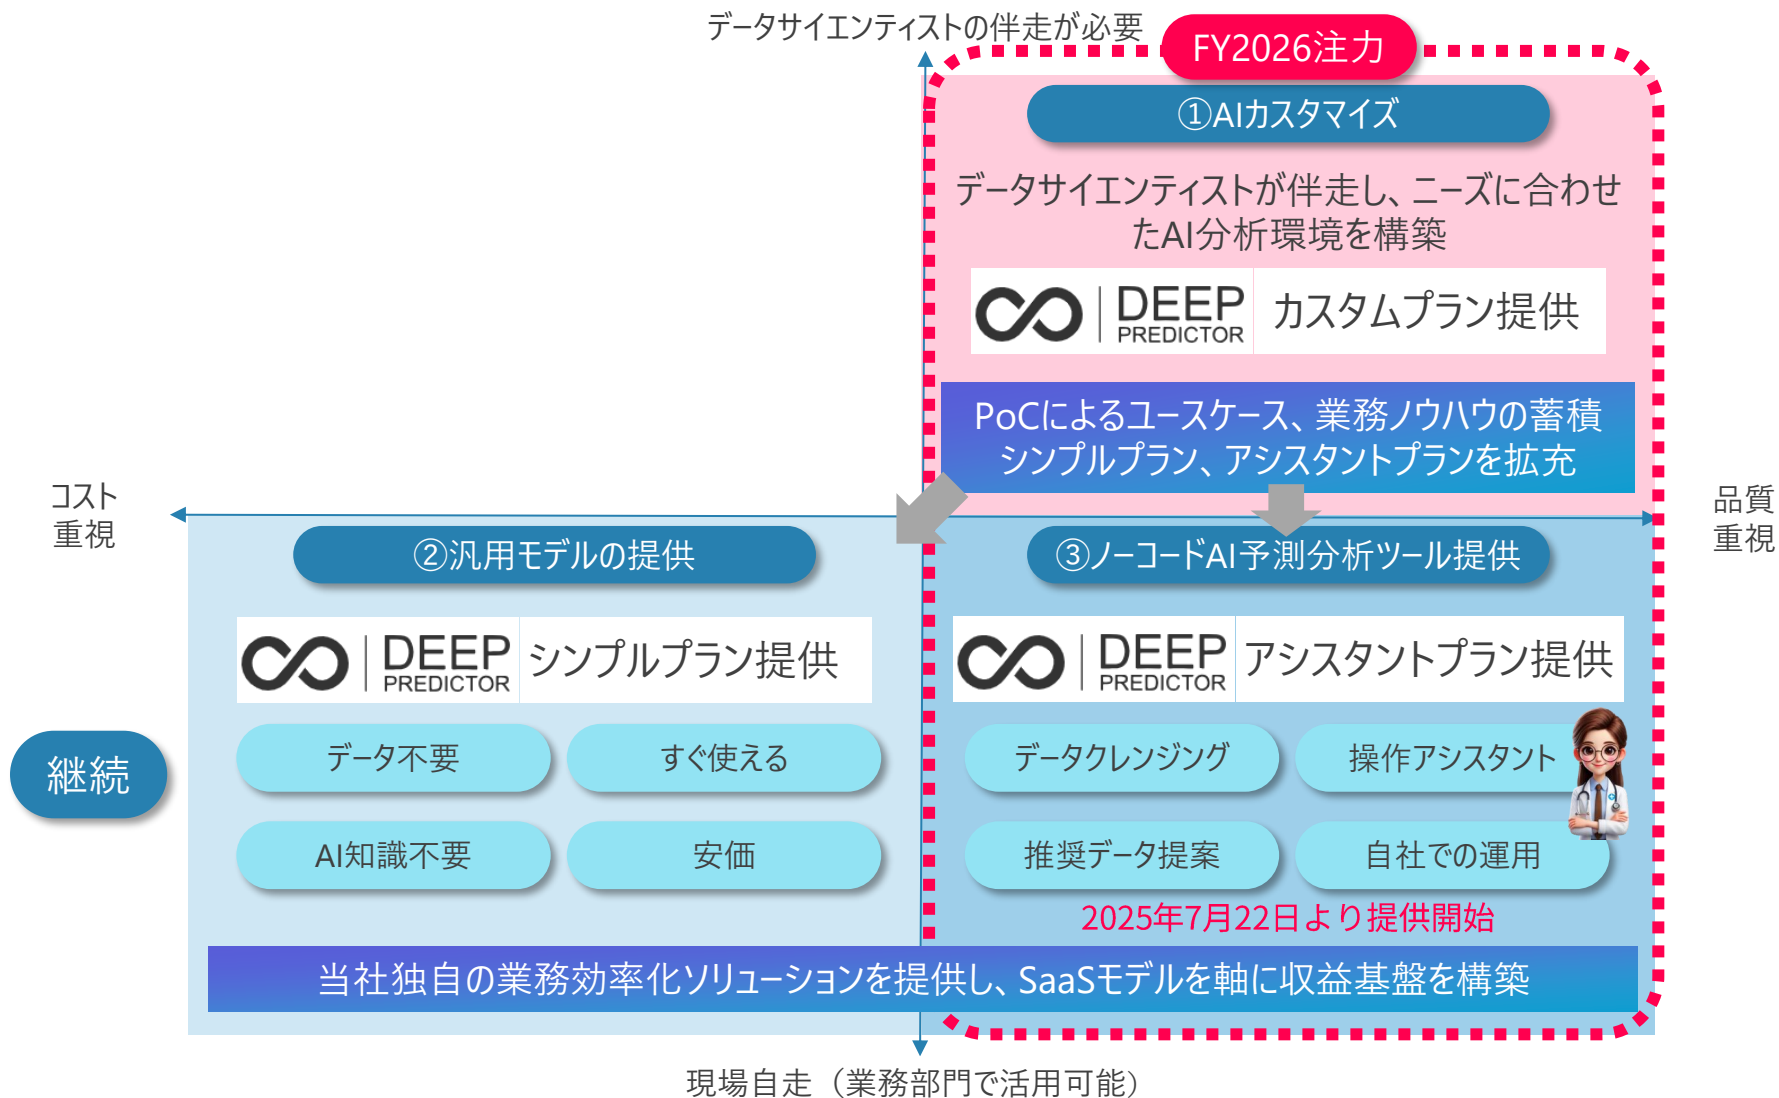 データサイエンティストの伴走が必要
FY2026注力
①AIカスタマイズ
データサイエンティストが伴走し、ニーズに合わせ
たAI分析環境を構築
DEEP
PREDICTOR
カスタムプラン提供
PoCによるユースケース、業務ノウハウの蓄積
シンプルプラン、アシスタントプランを拡充
コスト
重視
品質
重視
②汎用モデルの提供
DEEP
PREDICTOR
シンプルプラン提供
データ不要
すぐ使える
AI知識不要
安価
③ノーコードAI予測分析ツール提供
DEEP
PREDICTOR
アシスタントプラン提供
データクレンジング
操作アシスタント
推奨データ提案
自社での運用
2025年7月22日より提供開始
継続
当社独自の業務効率化ソリューションを提供し、SaaSモデルを軸に収益基盤を構築
現場自走（業務部門で活用可能）